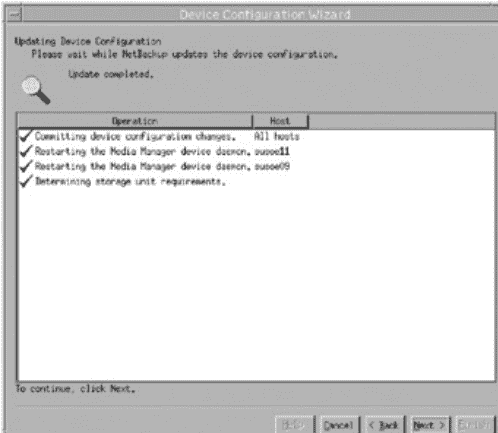 Device Configuration Wizard
Updating Device Configuration
Please wait while NetBackup updates the device configuration.
Update completed.
Operation Host
Committing device configuration changes. All hosts
Restarting the Media Manager device daemon.
Restarting the Media Manager device daemon.
Determining storage unit requirements.
To continue, click Next.
Help Cancel < Back Next > Finish